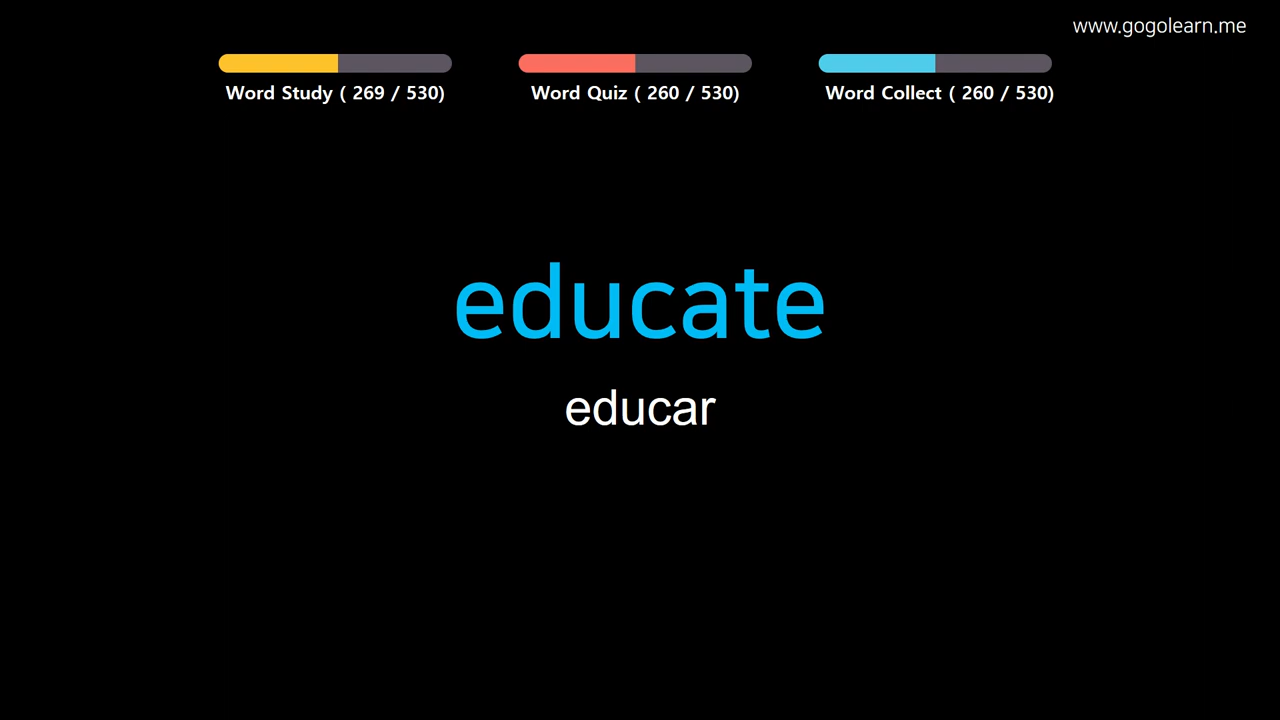 www.gogolearn.me
Word Study ( 269 / 530)
Word Quiz ( 260 / 530)
Word Collect ( 260 / 530)
educate
educar